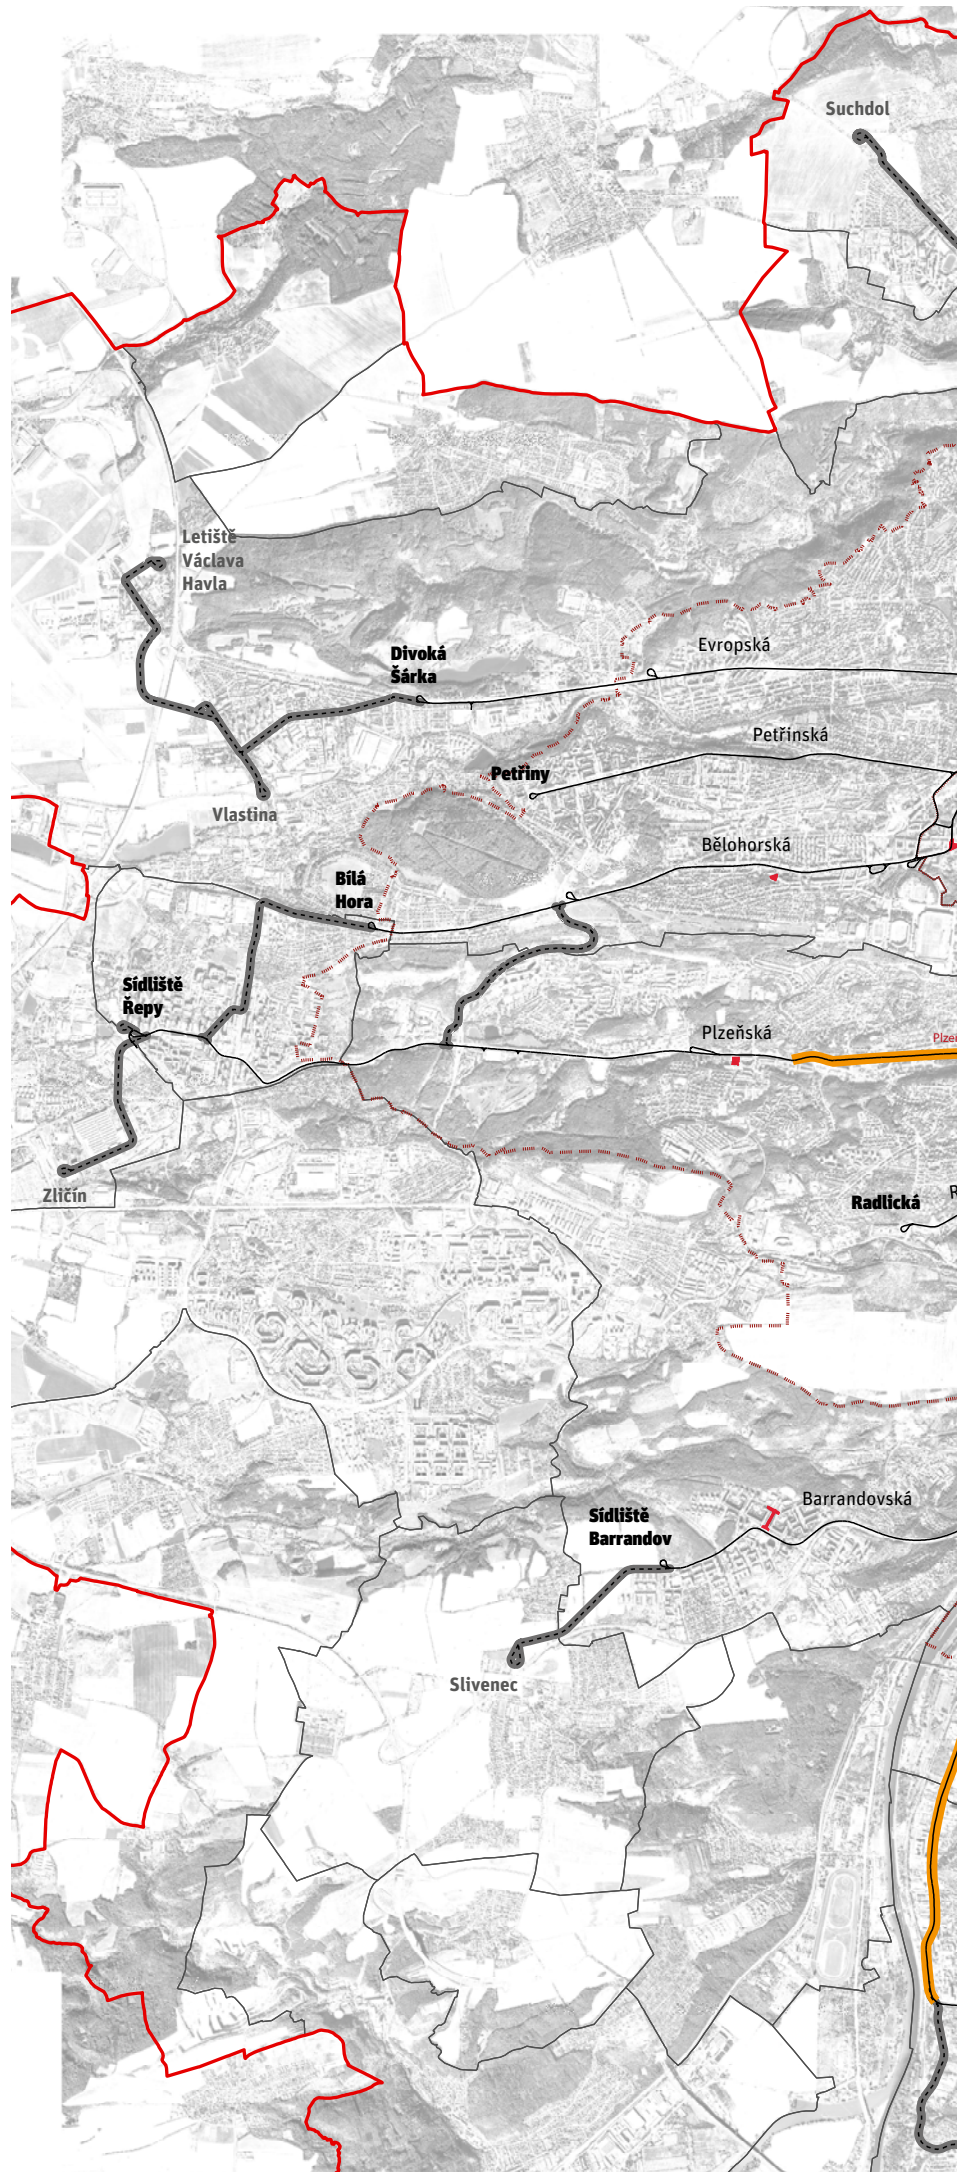 Suchdol
Letiště
Václava
Havla
Divoká
Šárka
Evropská
Petřinská
Petřiny
Vlastina
Bělohorská
Bílá
Hora
Sídliště
Řepy
Plzeňská
Plzeň
Zličín
Radlická
R
Barrandovská
Sídliště
Barrandov
Slivenec